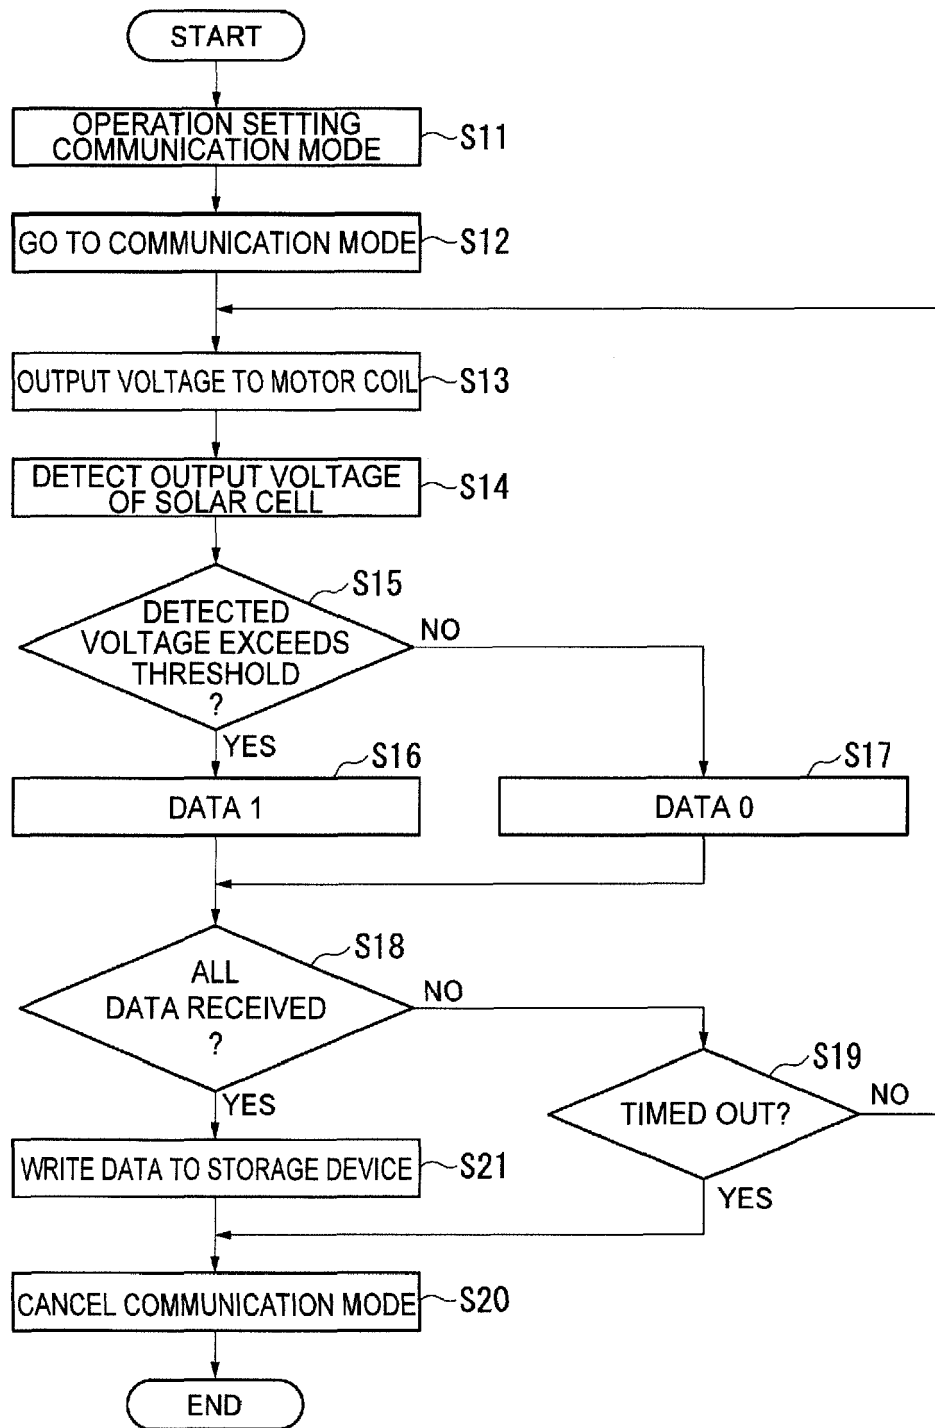 START
OPERATION SETTING
COMMUNICATION MODE
S11
GO TO COMMUNICATION MODE
S12
OUTPUT VOLTAGE TO MOTOR COIL
S13
DETECT OUTPUT VOLTAGE
OF SOLAR CELL
S14
S15
DETECTED
VOLTAGE EXCEEDS
THRESHOLD
?
NO
YES
S16
DATA 1
S17
DATA 0
S18
ALL
DATA RECEIVED
?
NO
YES
S19
TIMED OUT?
NO
YES
WRITE DATA TO STORAGE DEVICE
S21
CANCEL COMMUNICATION MODE
S20
END